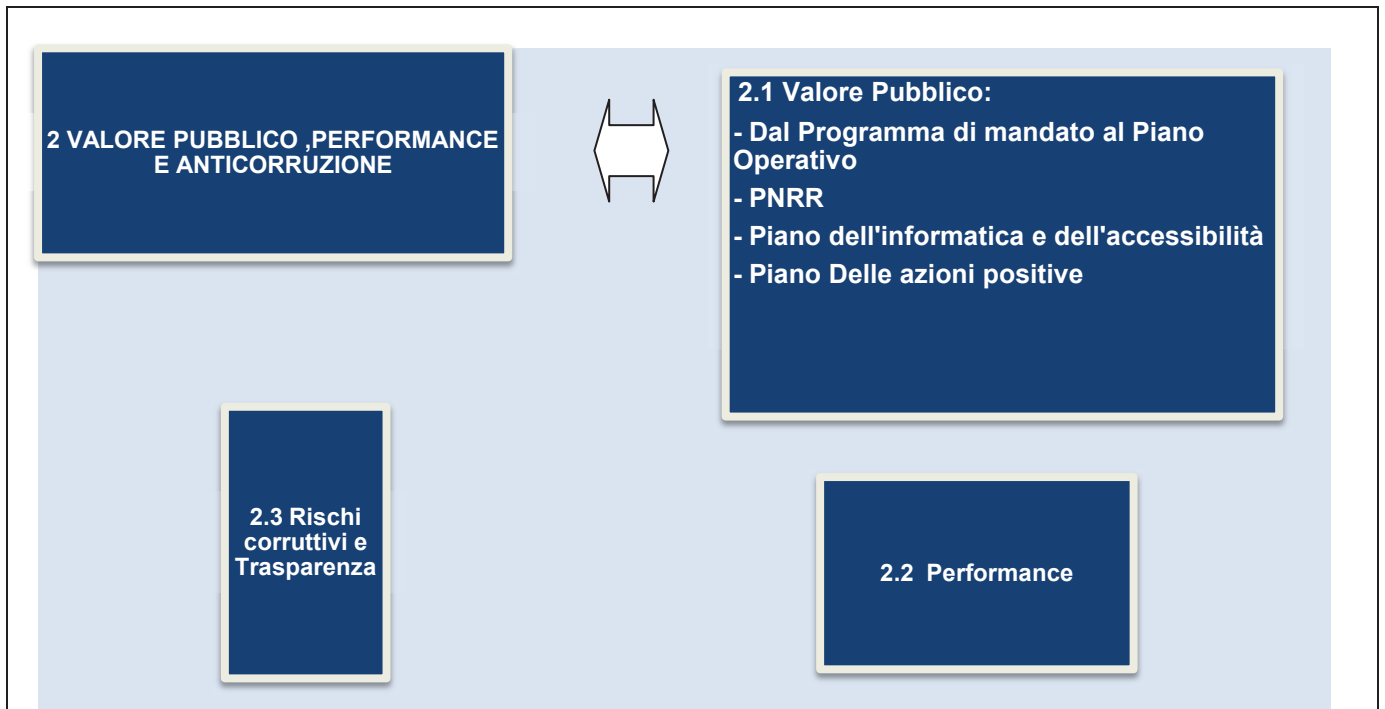 2 VALORE PUBBLICO ,PERFORMANCE
E ANTICORRUZIONE
2.1 Valore Pubblico:
- Dal Programma di mandato al Piano
Operativo
- PNRR
- Piano dell'informatica e dell'accessibilità
- Piano Delle azioni positive
2.3 Rischi
corruttivi e
Trasparenza
2.2 Performance